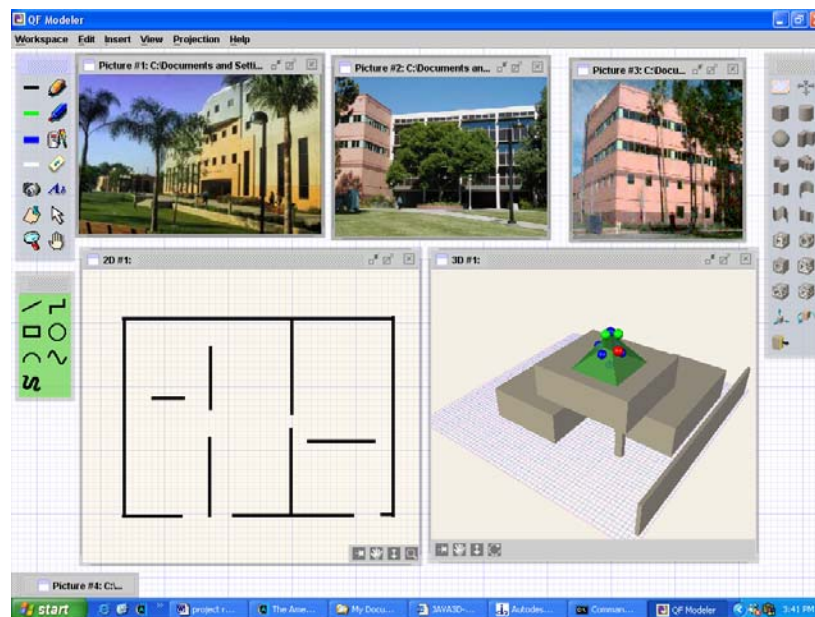 QF Modeler
Workspace Edit Insert View Projection Help
Picture #1: C:\Documents and Setti...
Picture #2: C:\Documents an...
Picture #3: C:\Docu...
2D #1:
3D #1:
Picture #4: C:\...
start
project r...
The Ame...
My Docu...
JAVA3D-...
Autodes...
Comman...
QF Modeler
3:41 PM